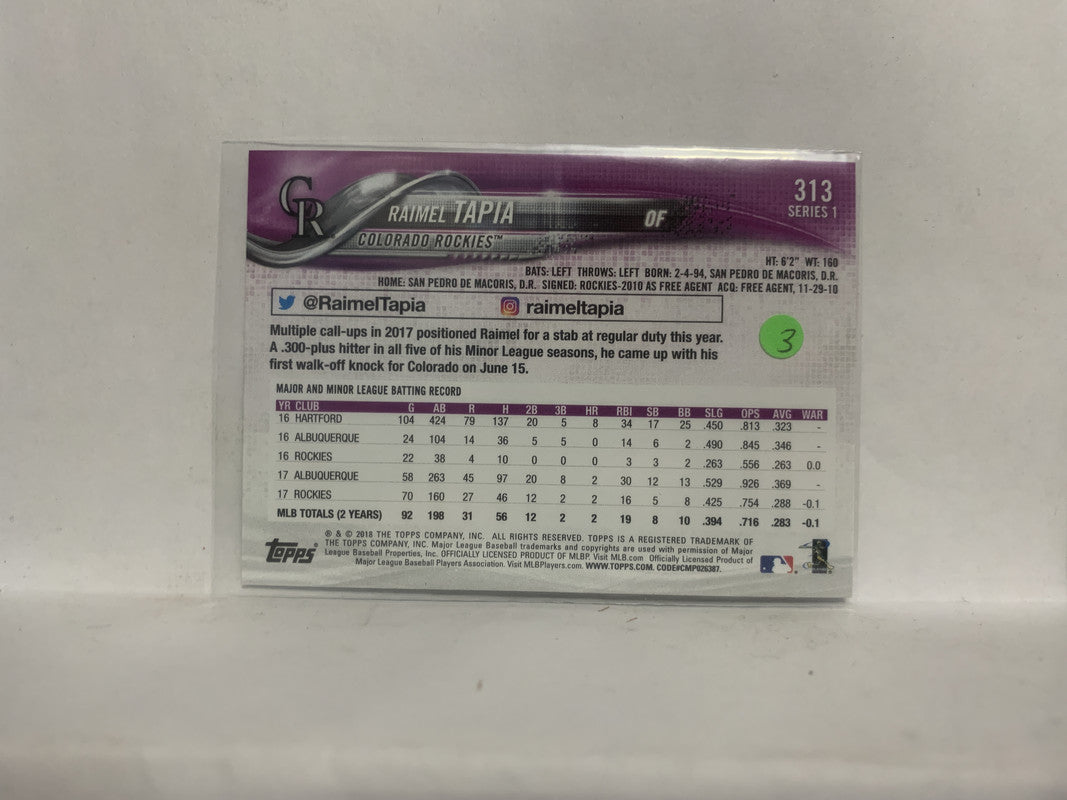 CR
RAIMEL TAPIA
OF
313
SERIES 1
COLORADO ROCKIES™
HT: 6'2" WT: 160
BATS: LEFT THROWS: LEFT BORN: 2-4-94, SAN PEDRO DE MACORIS, D.R.
HOME: SAN PEDRO DE MACORIS, D.R. SIGNED: ROCKIES-2010 AS FREE AGENT ACQ: FREE AGENT, 11-29-10
@RaimelTapia raimeltapia
3
Multiple call-ups in 2017 positioned Raimel for a stab at regular duty this year.
A .300-plus hitter in all five of his Minor League seasons, he came up with his
first walk-off knock for Colorado on June 15.
MAJOR AND MINOR LEAGUE BATTING RECORD
YR CLUB G AB R H 2B 3B HR RBI SB BB SLG OPS AVG WAR
16 HARTFORD 104 424 79 137 20 5 8 34 17 25 .450 .813 .323 -
16 ALBUQUERQUE 24 104 14 36 5 5 0 14 6 2 .490 .845 .346 -
16 ROCKIES 22 38 4 10 0 0 0 3 3 2 .263 .556 .263 0.0
17 ALBUQUERQUE 58 263 45 97 20 8 2 30 12 13 .529 .926 .369 -
17 ROCKIES 70 160 27 46 12 2 2 16 5 8 .425 .754 .288 -0.1
MLB TOTALS (2 YEARS) 92 198 31 56 12 2 2 19 8 10 .394 .716 .283 -0.1
topps®
® & © 2018 THE TOPPS COMPANY, INC. ALL RIGHTS RESERVED. TOPPS IS A REGISTERED TRADEMARK OF
THE TOPPS COMPANY, INC. Major League Baseball trademarks and copyrights are used with permission of Major
League Baseball Properties, Inc. OFFICIALLY LICENSED PRODUCT OF MLBP. Visit MLB.com Officially Licensed Product of
Major League Baseball Players Association. Visit MLBPlayers.com. WWW.TOPPS.COM. CODE#CMP026387.